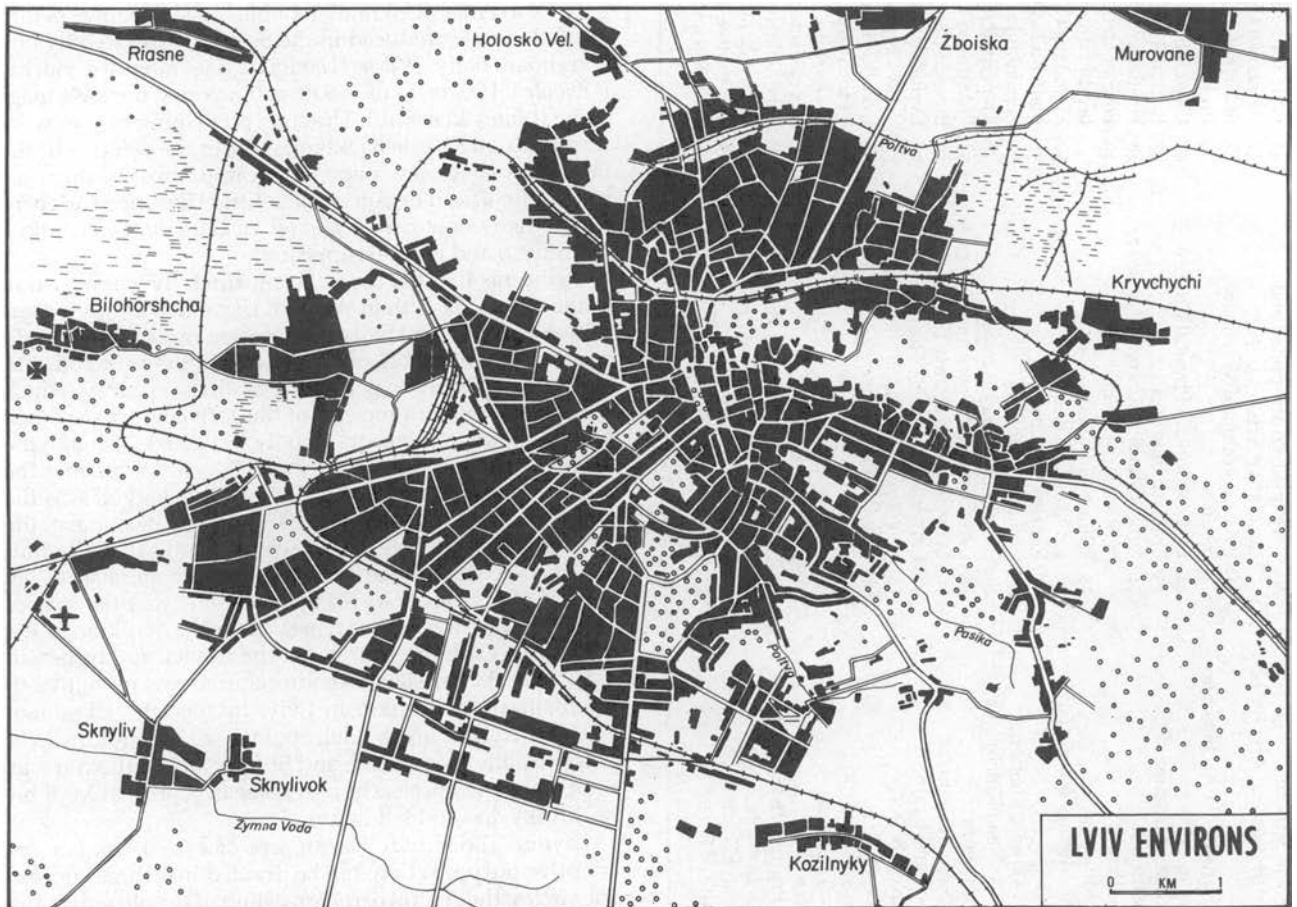 Riasne
Holosko Vel.
Zboiska
Murovane
Poltva
Bilohorshcha
Kryvchychi
Pasika
Poltva
Sknyliv
Sknylivok
Zymna Voda
Kozilnyky
LVIV ENVIRONS
0 KM 1